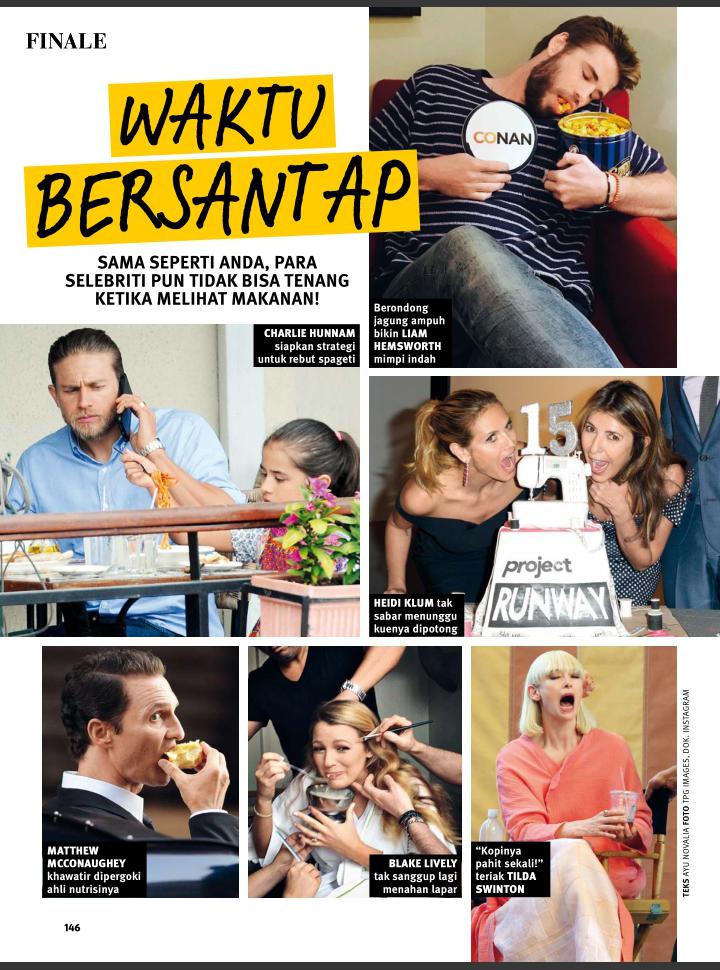 FINALE
WAKTU
BERSANTAP
SAMA SEPERTI ANDA, PARA
SELEBRITI PUN TIDAK BISA TENANG
KETIKA MELIHAT MAKANAN!
CONAN
Berondong
jagung ampuh
bikin LIAM
HEMSWORTH
mimpi indah
CHARLIE HUNNAM
siapkan strategi
untuk rebut spageti
15
project
RUNWAY
HEIDI KLUM tak
sabar menunggu
kuenya dipotong
MATTHEW
MCCONAUGHEY
khawatir dipergoki
ahli nutrisinya
BLAKE LIVELY
tak sanggup lagi
menahan lapar
“Kopinya
pahit sekali!”
teriak TILDA
SWINTON
TEKS AYU NOVALIA FOTO TPG IMAGES, DOK. INSTAGRAM
146